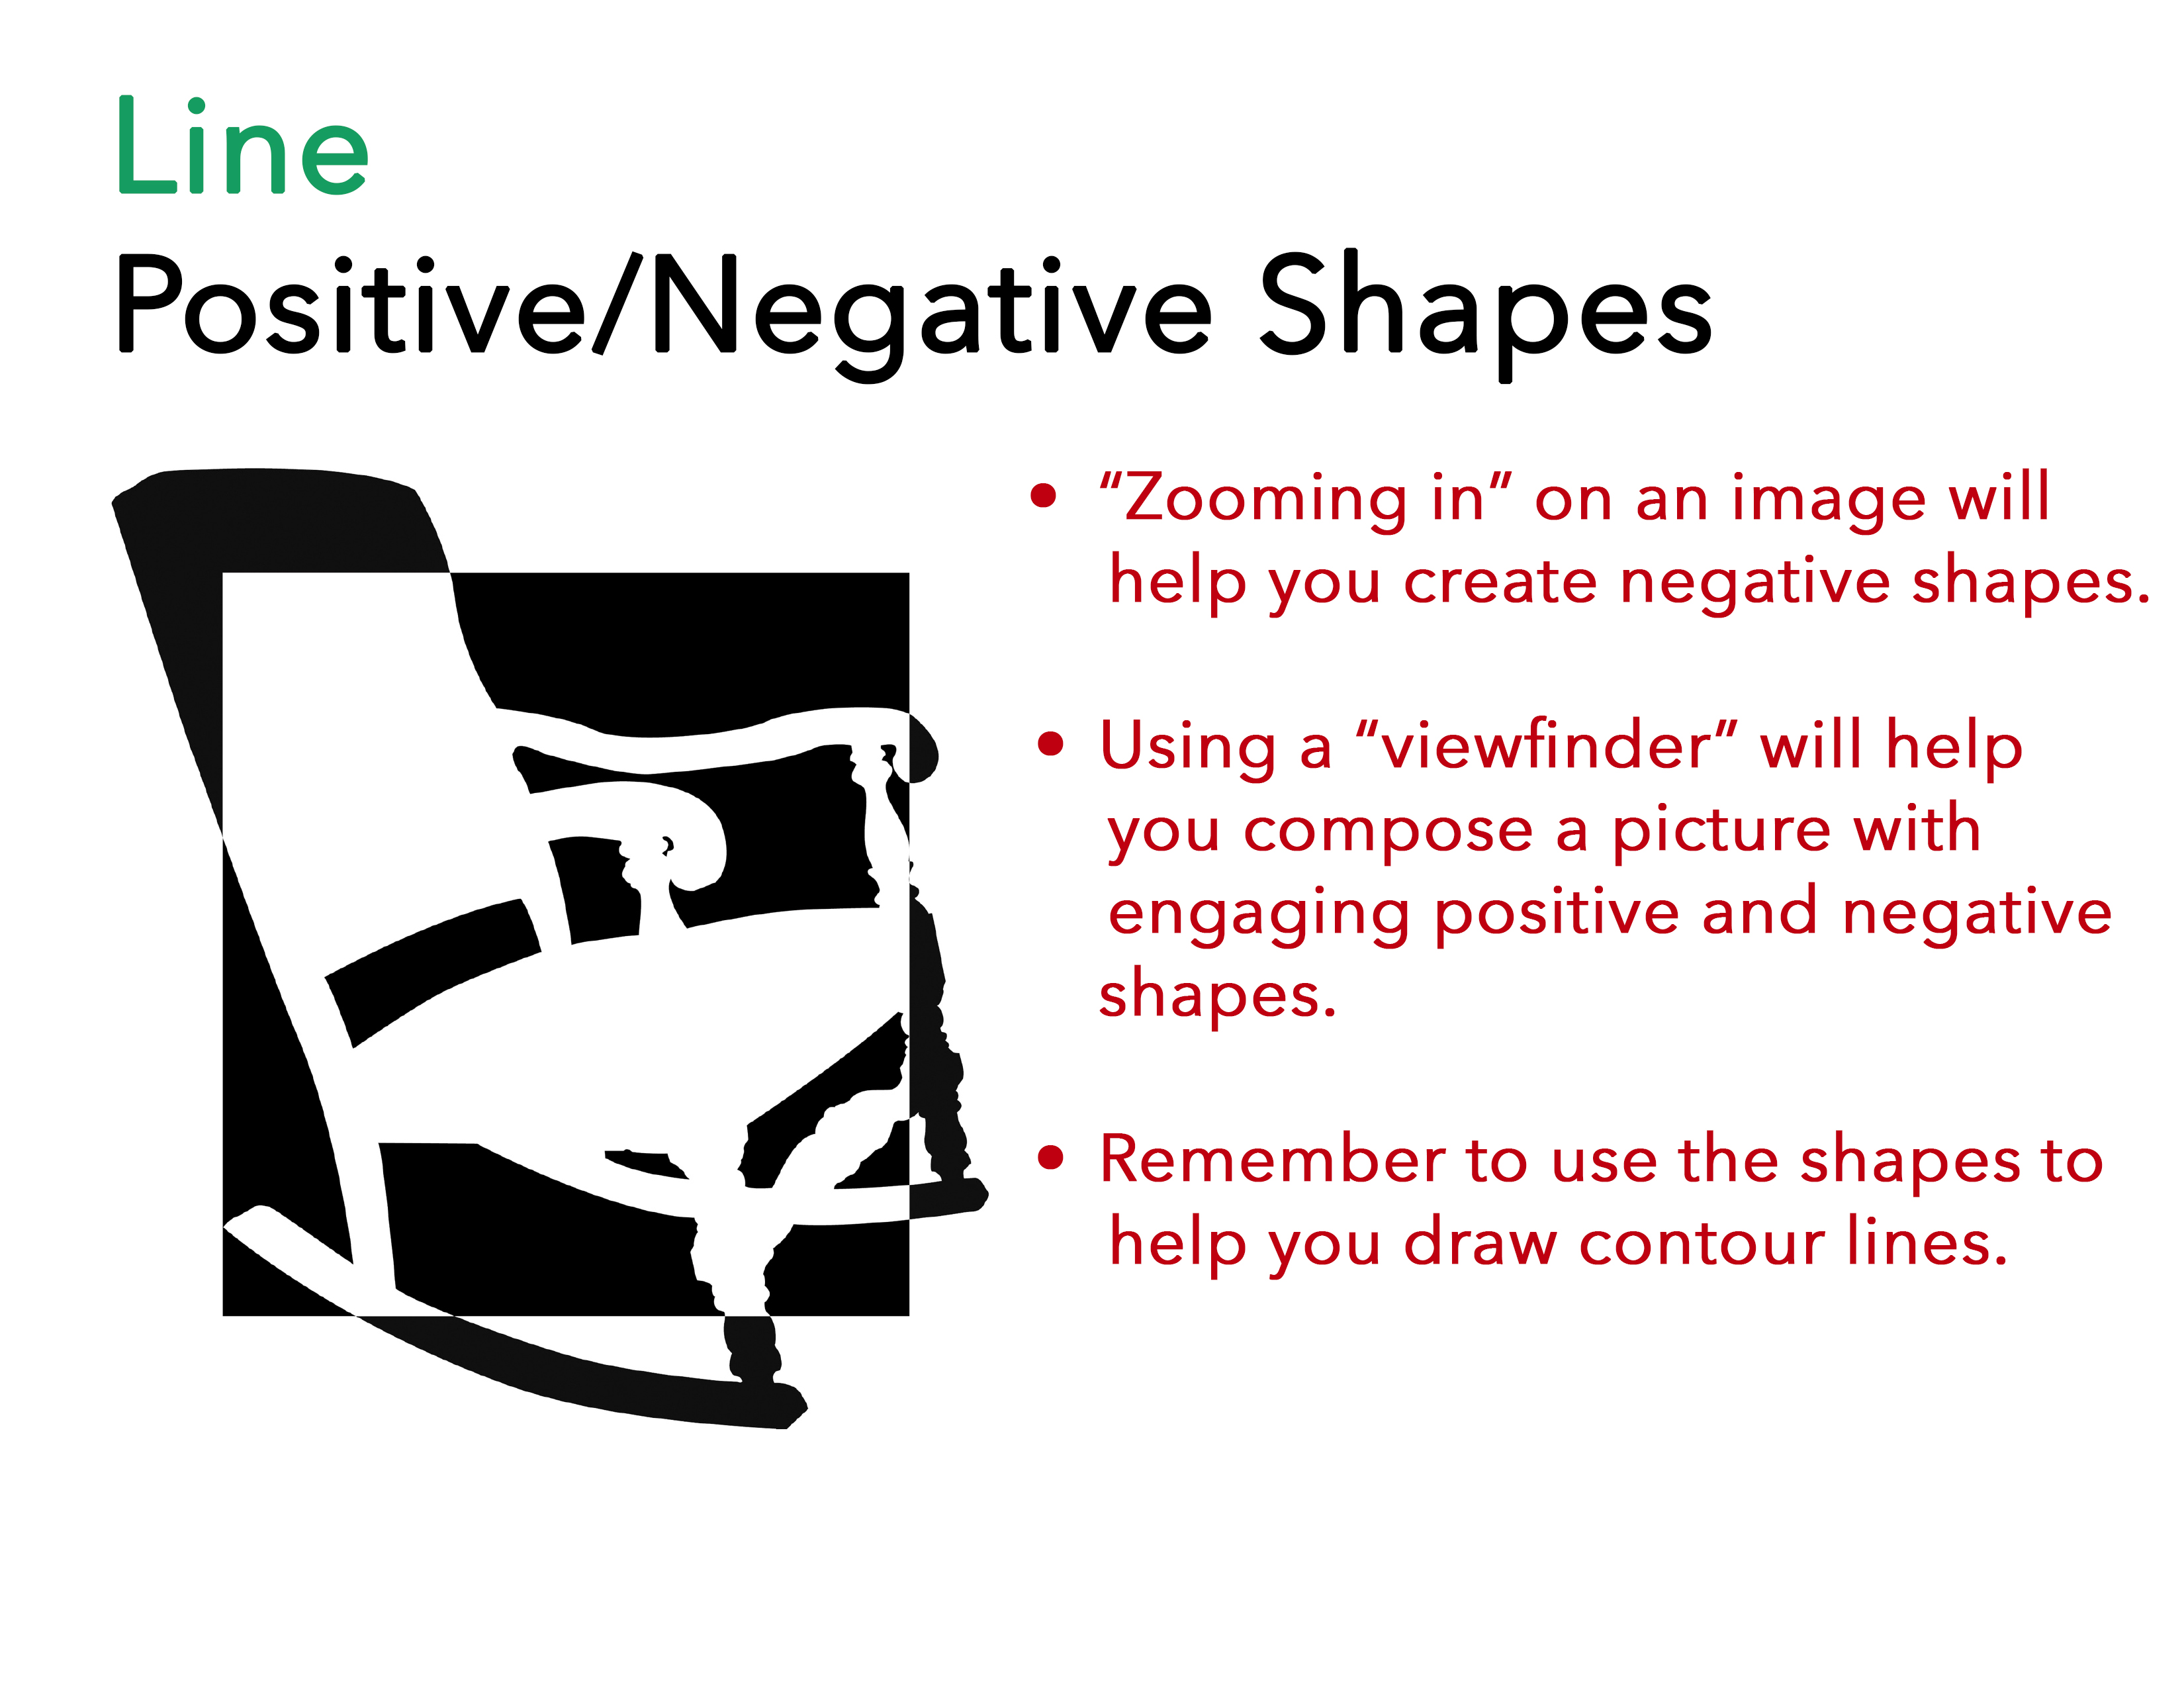 Line
Positive/Negative Shapes
• “Zooming in” on an image will
help you create negative shapes.
• Using a “viewfinder” will help
you compose a picture with
engaging positive and negative
shapes.
• Remember to use the shapes to
help you draw contour lines.